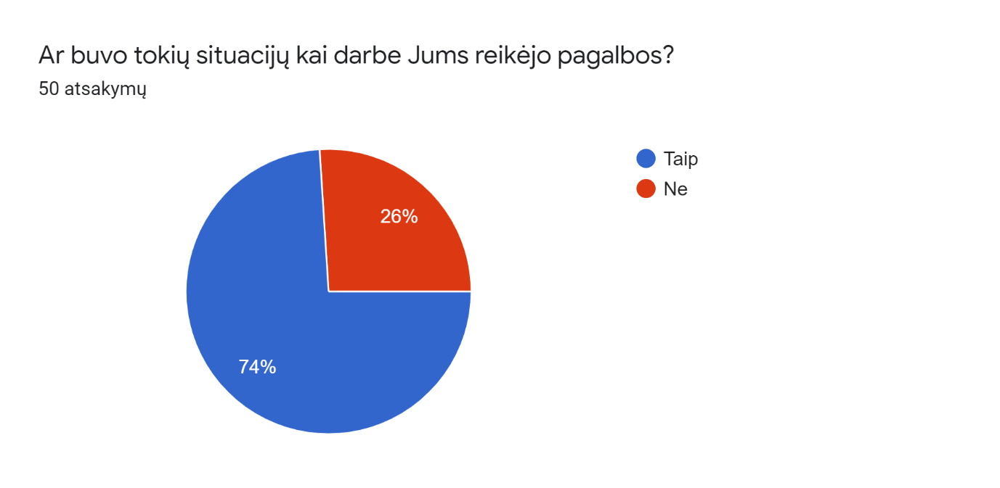 Ar buvo tokių situacijų kai darbe Jums reikėjo pagalbos?
50 atsakymų
Taip
Ne
26%
74%